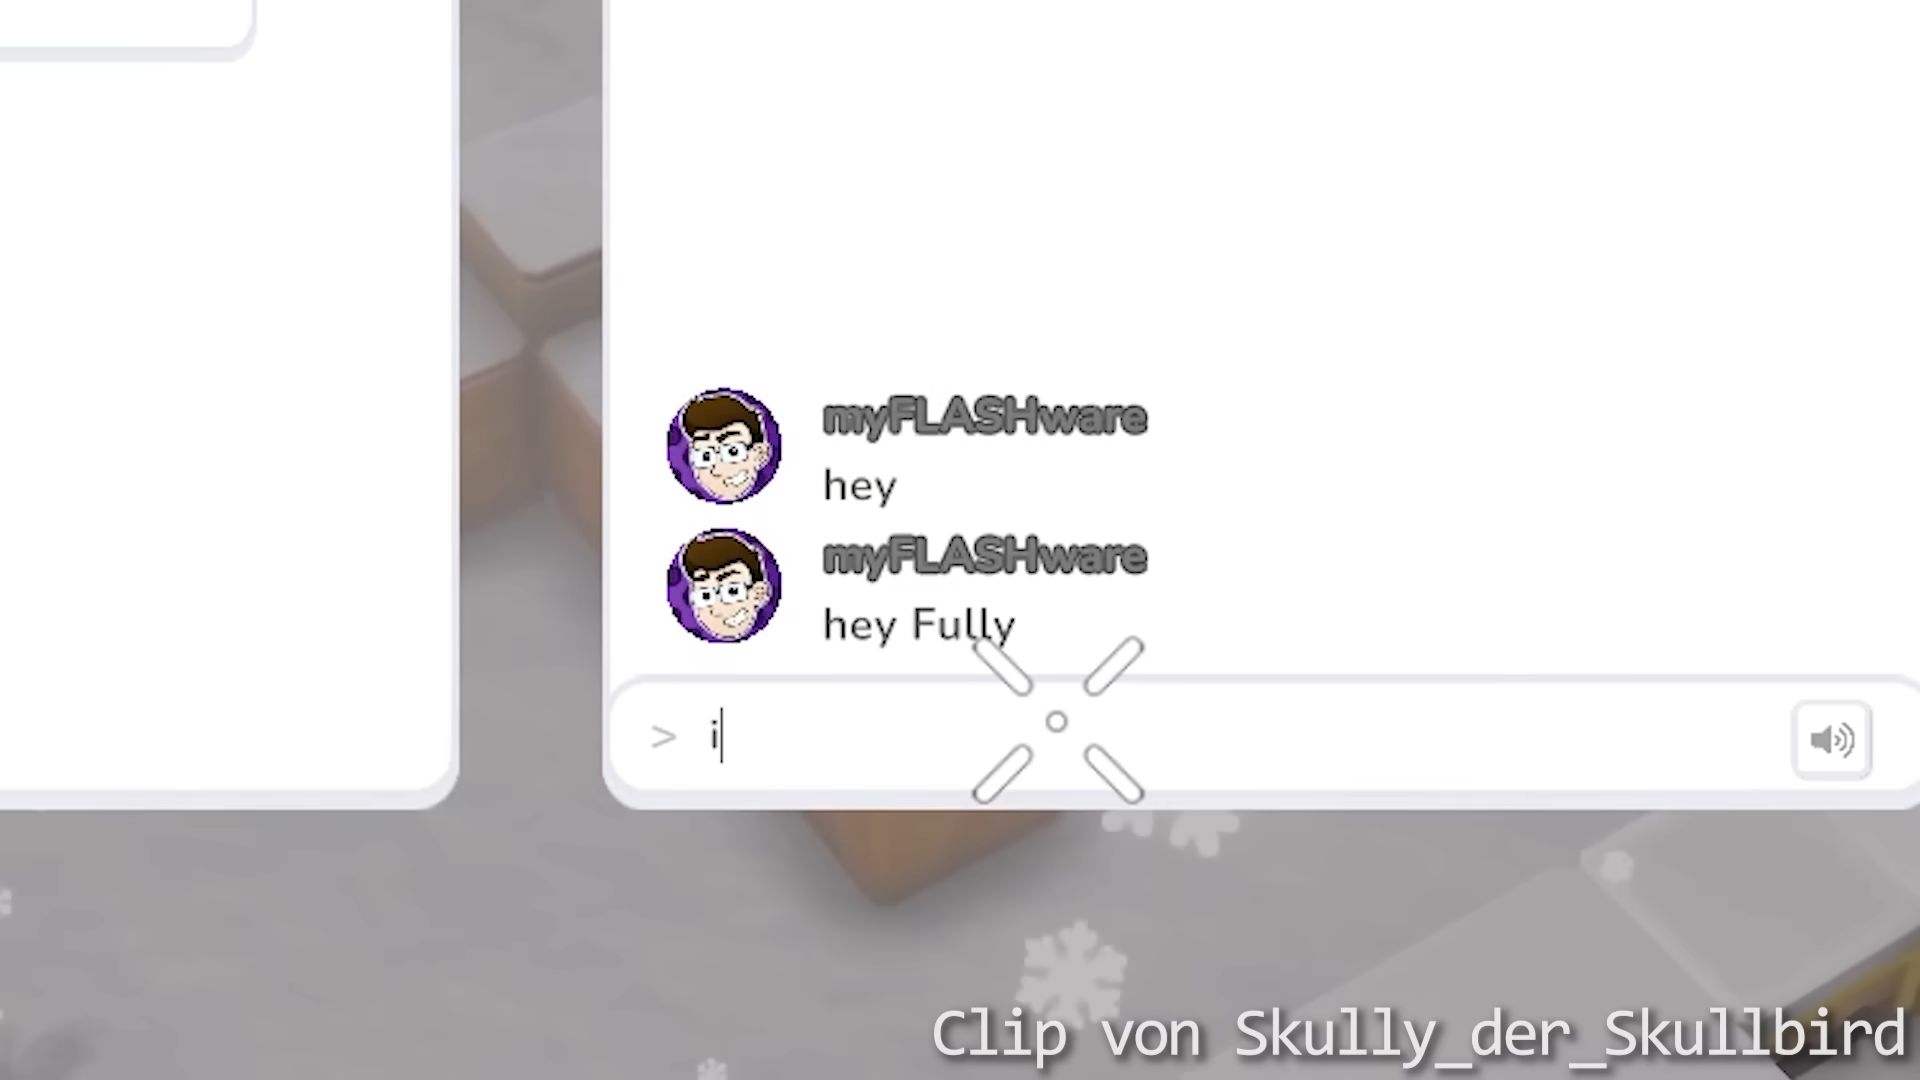 myFLASHware
hey
myFLASHware
hey Fully
> i
Clip von Skully_der_Skullbird